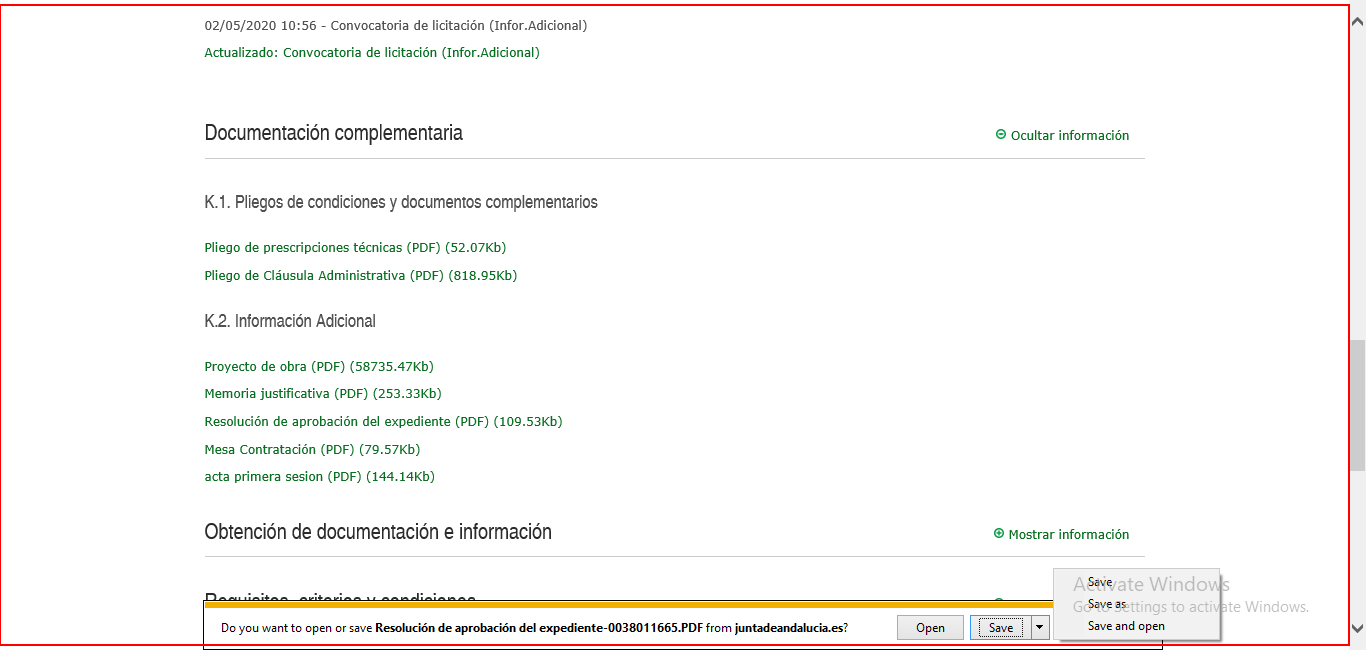 02/05/2020 10:56 - Convocatoria de licitación (Infor.Adicional)
Actualizado: Convocatoria de licitación (Infor.Adicional)
Documentación complementaria
Ocultar información
K.1. Pliegos de condiciones y documentos complementarios
Pliego de prescripciones técnicas (PDF) (52.07Kb)
Pliego de Cláusula Administrativa (PDF) (818.95Kb)
K.2. Información Adicional
Proyecto de obra (PDF) (58735.47Kb)
Memoria justificativa (PDF) (253.33Kb)
Resolución de aprobación del expediente (PDF) (109.53Kb)
Mesa Contratación (PDF) (79.57Kb)
acta primera sesion (PDF) (144.14Kb)
Obtención de documentación e información
Mostrar información
Requisitos, criterios y condiciones
Do you want to open or save Resolución de aprobación del expediente-0038011665.PDF from juntadeandalucia.es?
Open
Save
Save
Save as
Save and open
Activate Windows
Go to Settings to activate Windows.